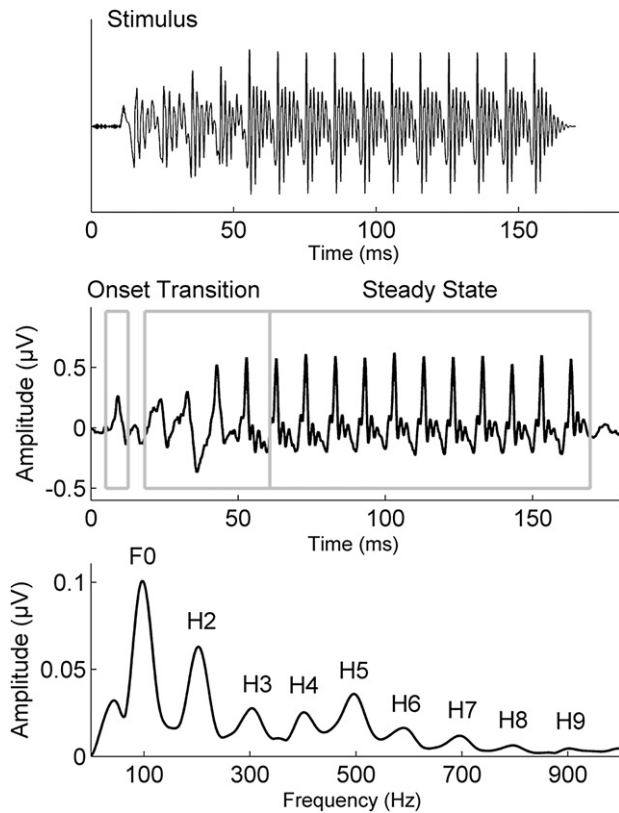 Stimulus
0 50 100 150
Time (ms)
Onset Transition Steady State
Amplitude (µV)
0.5
0
-0.5
0 50 100 150
Time (ms)
Amplitude (µV)
0.1
0.05
0
F0
H2
H3 H4 H5 H6 H7 H8 H9
100 300 500 700 900
Frequency (Hz)